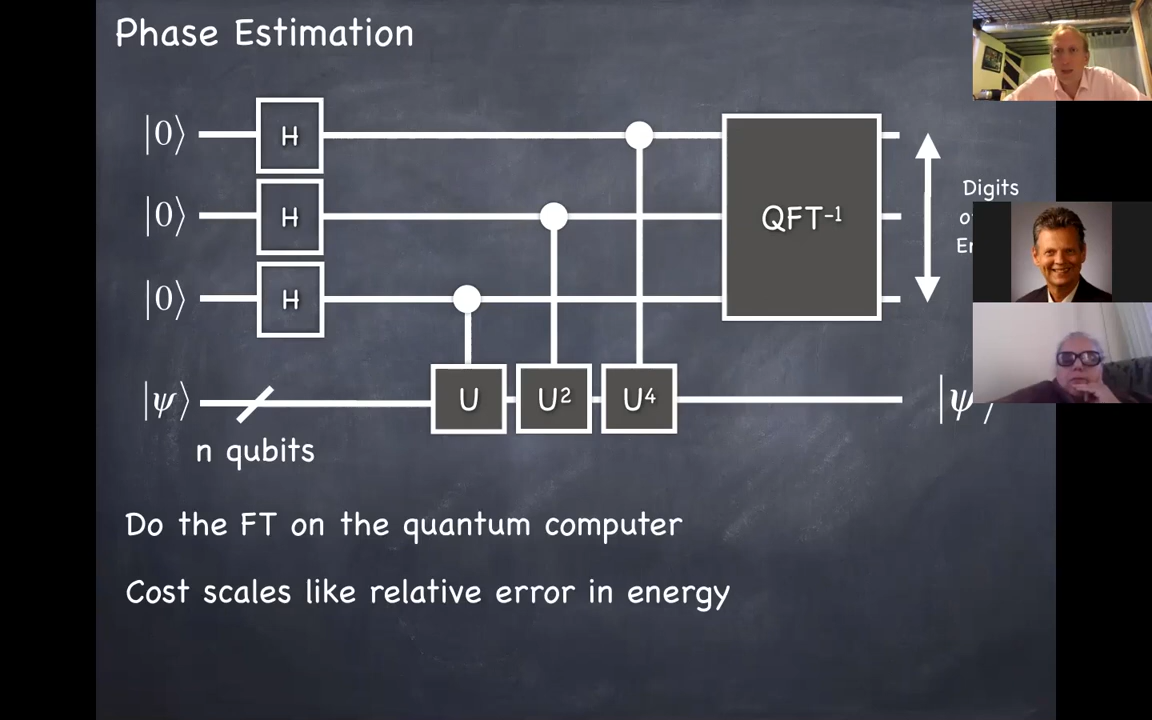 Phase Estimation
|0⟩ H
|0⟩ H QFT⁻¹
|0⟩ H
Digits
|ψ⟩ U U² U⁴ |ψ⟩
n qubits
Do the FT on the quantum computer
Cost scales like relative error in energy